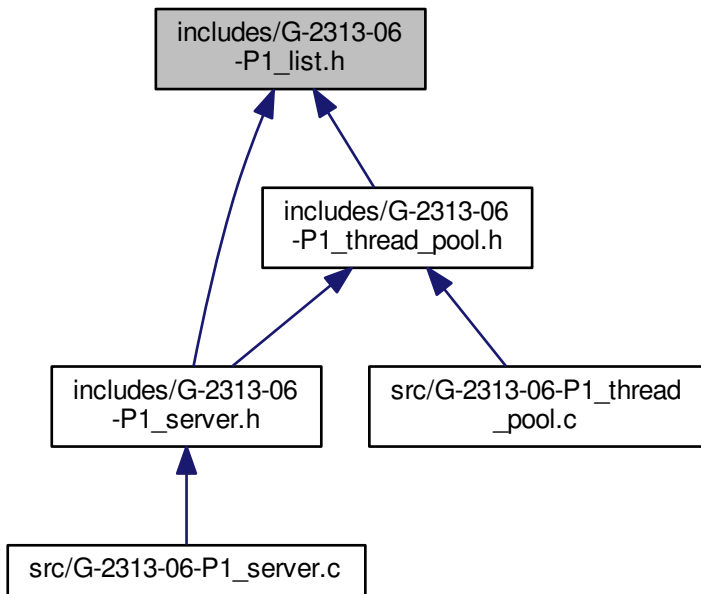 includes/G-2313-06
-P1_list.h
includes/G-2313-06
-P1_thread_pool.h
includes/G-2313-06
-P1_server.h
src/G-2313-06-P1_thread
_pool.c
src/G-2313-06-P1_server.c